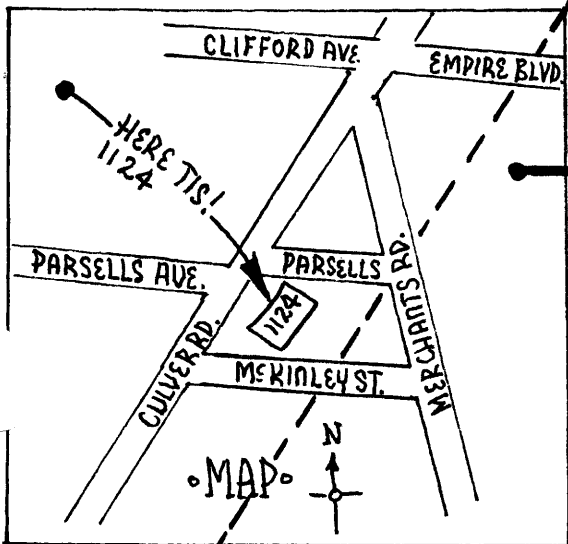 CLIFFORD AVE.
EMPIRE BLVD.
HERE TIS!
1124
PARSELLS AVE.
PARSELLS
1124
CULVER RD.
MERCHANTS RD.
McKINLEY ST.
N
•MAP•